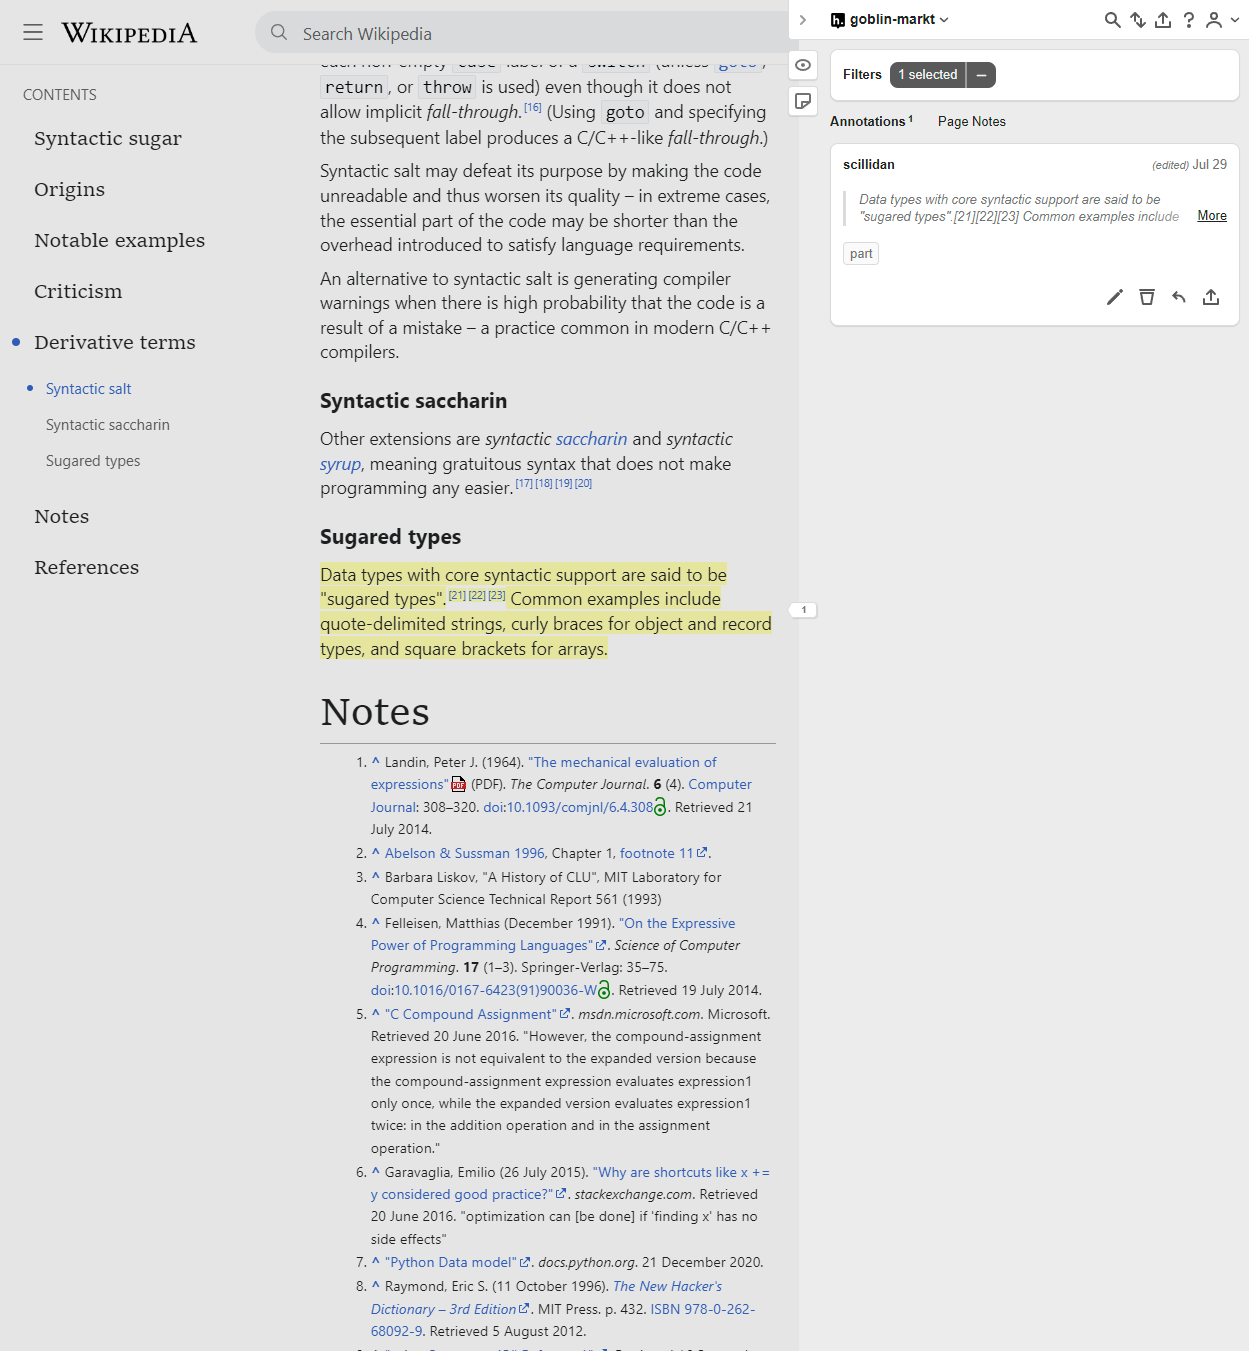 WIKIPEDIA
Search Wikipedia
CONTENTS
Syntactic sugar
Origins
Notable examples
Criticism
Derivative terms
Syntactic salt
Syntactic saccharin
Sugared types
Notes
References
each non-empty case label of a switch (unless goto,
return, or throw is used) even though it does not
allow implicit fall-through.[16] (Using goto and specifying
the subsequent label produces a C/C++-like fall-through.)
Syntactic salt may defeat its purpose by making the code
unreadable and thus worsen its quality – in extreme cases,
the essential part of the code may be shorter than the
overhead introduced to satisfy language requirements.
An alternative to syntactic salt is generating compiler
warnings when there is high probability that the code is a
result of a mistake – a practice common in modern C/C++
compilers.
Syntactic saccharin
Other extensions are syntactic saccharin and syntactic
syrup, meaning gratuitous syntax that does not make
programming any easier.[17][18][19][20]
Sugared types
Data types with core syntactic support are said to be
"sugared types".[21][22][23] Common examples include
quote-delimited strings, curly braces for object and record
types, and square brackets for arrays.
Notes
1. ^ Landin, Peter J. (1964). "The mechanical evaluation of
expressions" (PDF). The Computer Journal. 6 (4). Computer
Journal: 308–320. doi:10.1093/comjnl/6.4.308. Retrieved 21
July 2014.
2. ^ Abelson & Sussman 1996, Chapter 1, footnote 11.
3. ^ Barbara Liskov, "A History of CLU", MIT Laboratory for
Computer Science Technical Report 561 (1993)
4. ^ Felleisen, Matthias (December 1991). "On the Expressive
Power of Programming Languages". Science of Computer
Programming. 17 (1–3). Springer-Verlag: 35–75.
doi:10.1016/0167-6423(91)90036-W. Retrieved 19 July 2014.
5. ^ "C Compound Assignment". msdn.microsoft.com. Microsoft.
Retrieved 20 June 2016. "However, the compound-assignment
expression is not equivalent to the expanded version because
the compound-assignment expression evaluates expression1
only once, while the expanded version evaluates expression1
twice: in the addition operation and in the assignment
operation."
6. ^ Garavaglia, Emilio (26 July 2015). "Why are shortcuts like x +=
y considered good practice?". stackexchange.com. Retrieved
20 June 2016. "optimization can [be done] if 'finding x' has no
side effects"
7. ^ "Python Data model". docs.python.org. 21 December 2020.
8. ^ Raymond, Eric S. (11 October 1996). The New Hacker's
Dictionary – 3rd Edition. MIT Press. p. 432. ISBN 978-0-262-
68092-9. Retrieved 5 August 2012.
1
h. goblin-markt
Filters 1 selected –
Annotations 1 Page Notes
scillidan (edited) Jul 29
Data types with core syntactic support are said to be
"sugared types".[21][22][23] Common examples include More
part